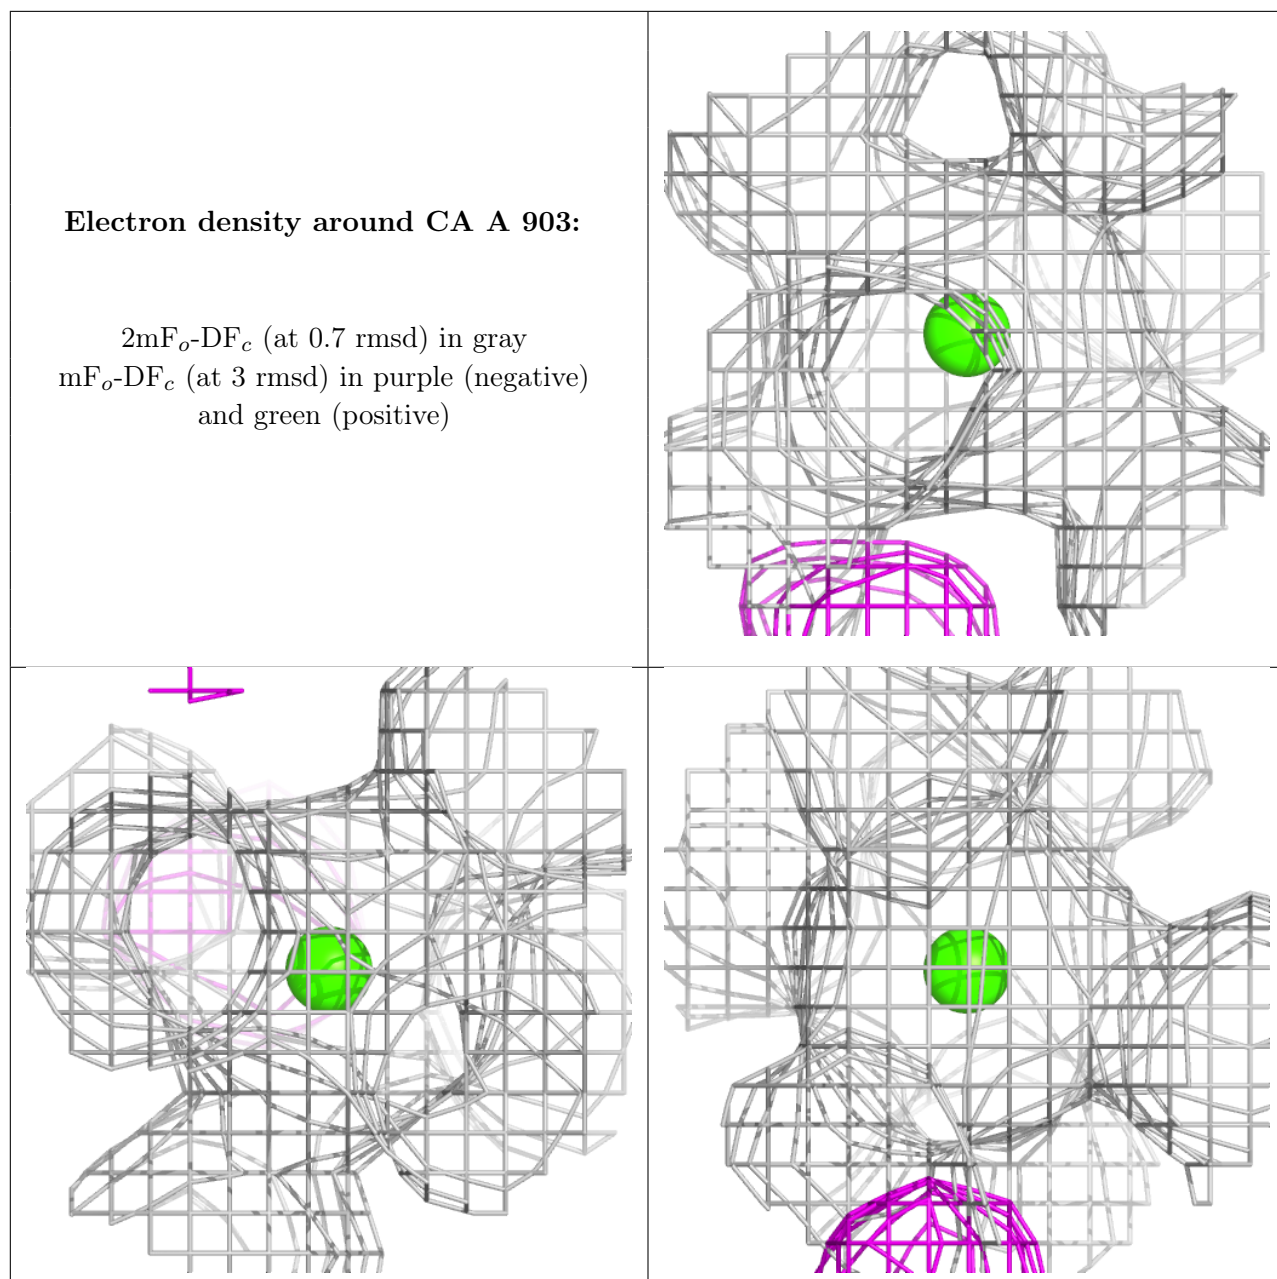 Electron density around CA A 903:
2mFo-DFc (at 0.7 rmsd) in gray
mFo-DFc (at 3 rmsd) in purple (negative)
and green (positive)